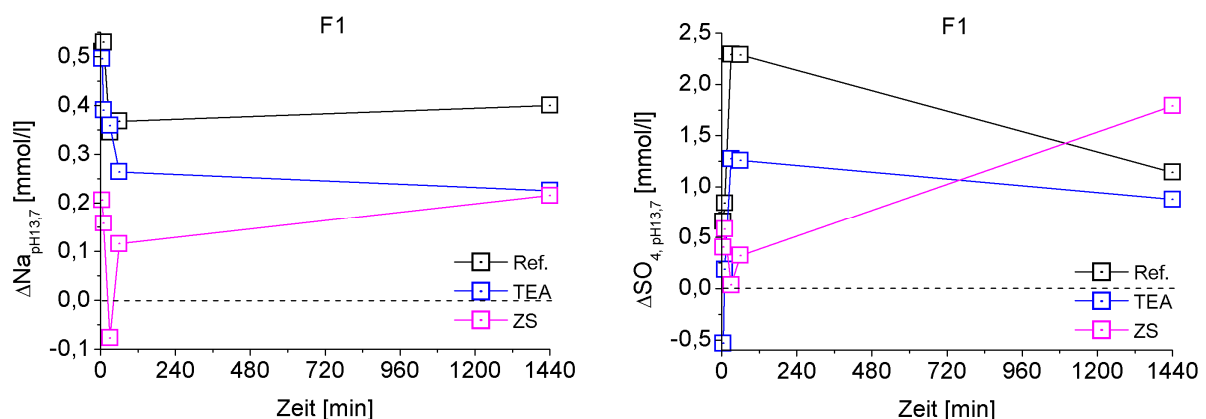 F1
ΔNa_pH13,7 [mmol/l]
0,5
0,4
0,3
0,2
0,1
0,0
-0,1
Ref.
TEA
ZS
0 240 480 720 960 1200 1440
Zeit [min]
F1
ΔSO_4, pH13,7 [mmol/l]
2,5
2,0
1,5
1,0
0,5
0,0
-0,5
Ref.
TEA
ZS
0 240 480 720 960 1200 1440
Zeit [min]